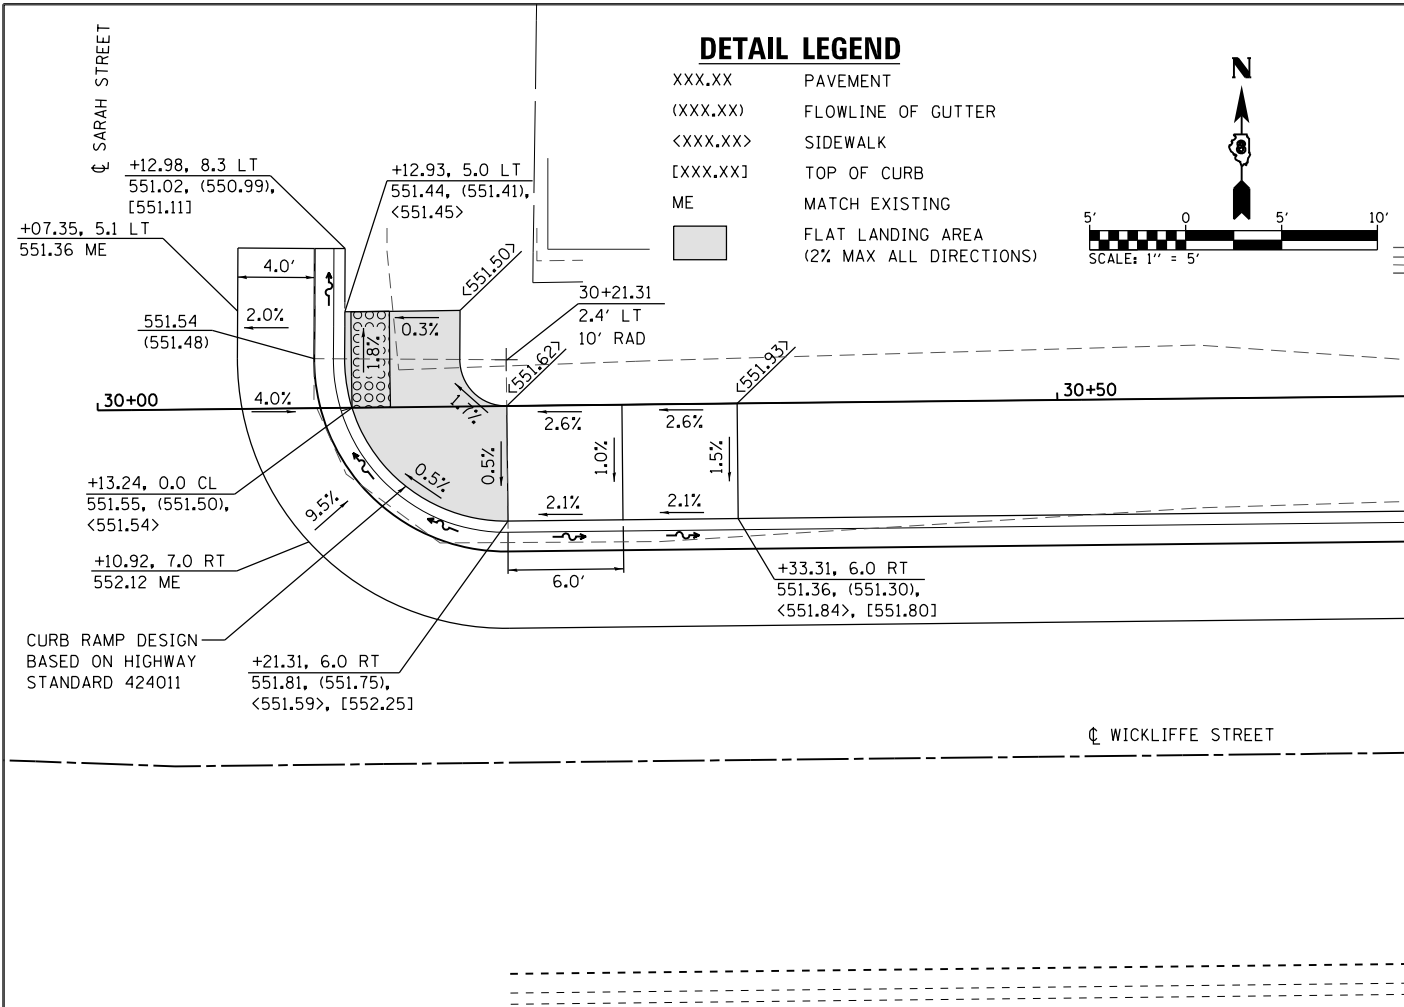 DETAIL LEGEND
XXX.XX PAVEMENT
(XXX.XX) FLOWLINE OF GUTTER
<XXX.XX> SIDEWALK
[XXX.XX] TOP OF CURB
ME MATCH EXISTING
FLAT LANDING AREA
(2% MAX ALL DIRECTIONS)
N
5' 0 5' 10'
SCALE: 1'' = 5'
℄ SARAH STREET
+12.98, 8.3 LT
551.02, (550.99),
[551.11]
+12.93, 5.0 LT
551.44, (551.41),
<551.45>
+07.35, 5.1 LT
551.36 ME
4.0'
<551.50>
30+21.31
2.4' LT
10' RAD
551.54
(551.48)
2.0%
1.8%
0.3%
<551.62>
<551.93>
30+00
4.0%
1.7%
30+50
2.6%
2.6%
0.5%
1.0%
1.5%
0.5%
2.1%
2.1%
9.5%
+13.24, 0.0 CL
551.55, (551.50),
<551.54>
+10.92, 7.0 RT
552.12 ME
6.0'
+33.31, 6.0 RT
551.36, (551.30),
<551.84>, [551.80]
CURB RAMP DESIGN
BASED ON HIGHWAY
STANDARD 424011
+21.31, 6.0 RT
551.81, (551.75),
<551.59>, [552.25]
℄ WICKLIFFE STREET